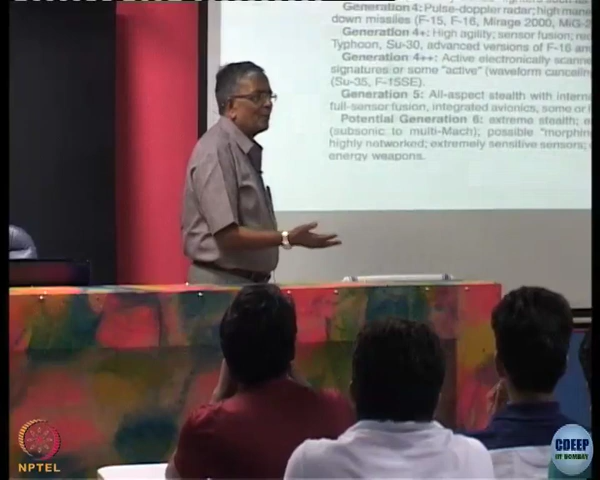 Generation 4: Pulse-doppler radar; high mane
down missiles (F-15, F-16, Mirage 2000, MiG-2
Generation 4+: High agility; sensor fusion; re
Typhoon, Su-30, advanced versions of F-16 an
Generation 4++: Active electronically scanne
signatures or some "active" (waveform canceling
(Su-35, F-15SE).
Generation 5: All-aspect stealth with intern
full-sensor fusion, integrated avionics, some or
Potential Generation 6: extreme stealth; e
(subsonic to multi-Mach); possible "morphin
highly networked; extremely sensitive sensors;
energy weapons.
NPTEL
CDEEP
IIT BOMBAY